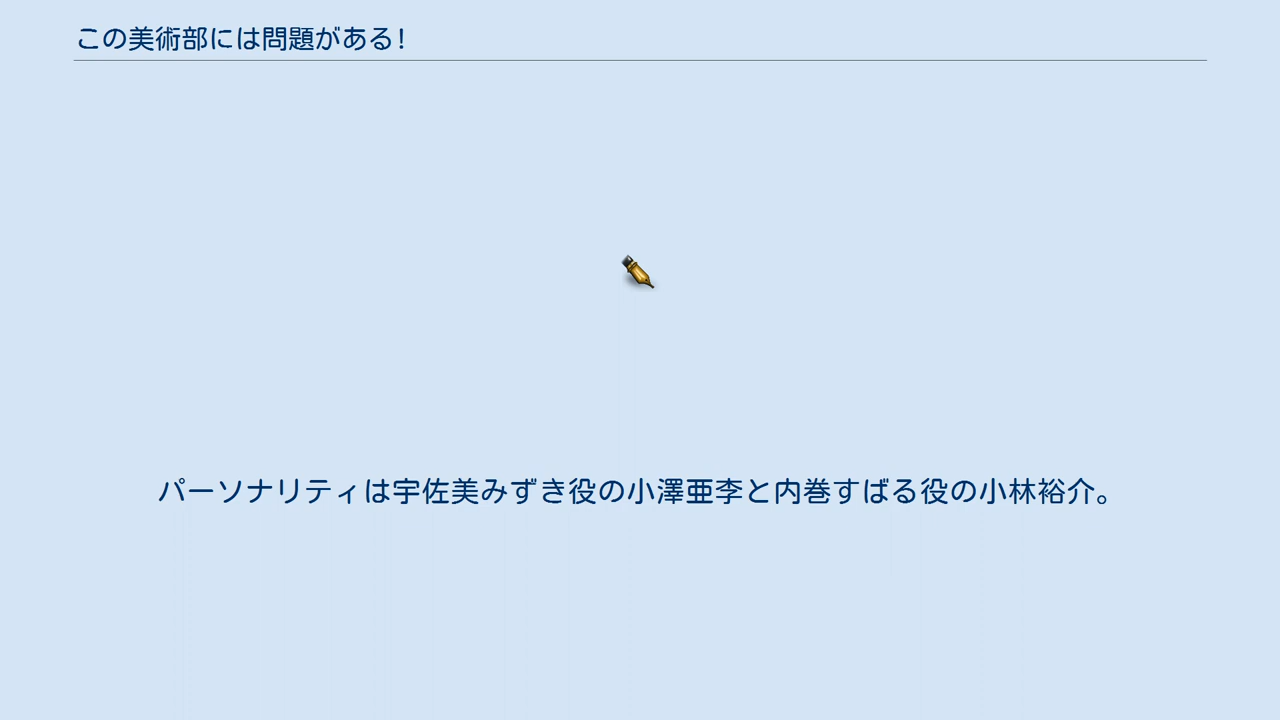 この美術部には問題がある！
パーソナリティは宇佐美みずき役の小澤亜李と内巻すばる役の小林裕介。